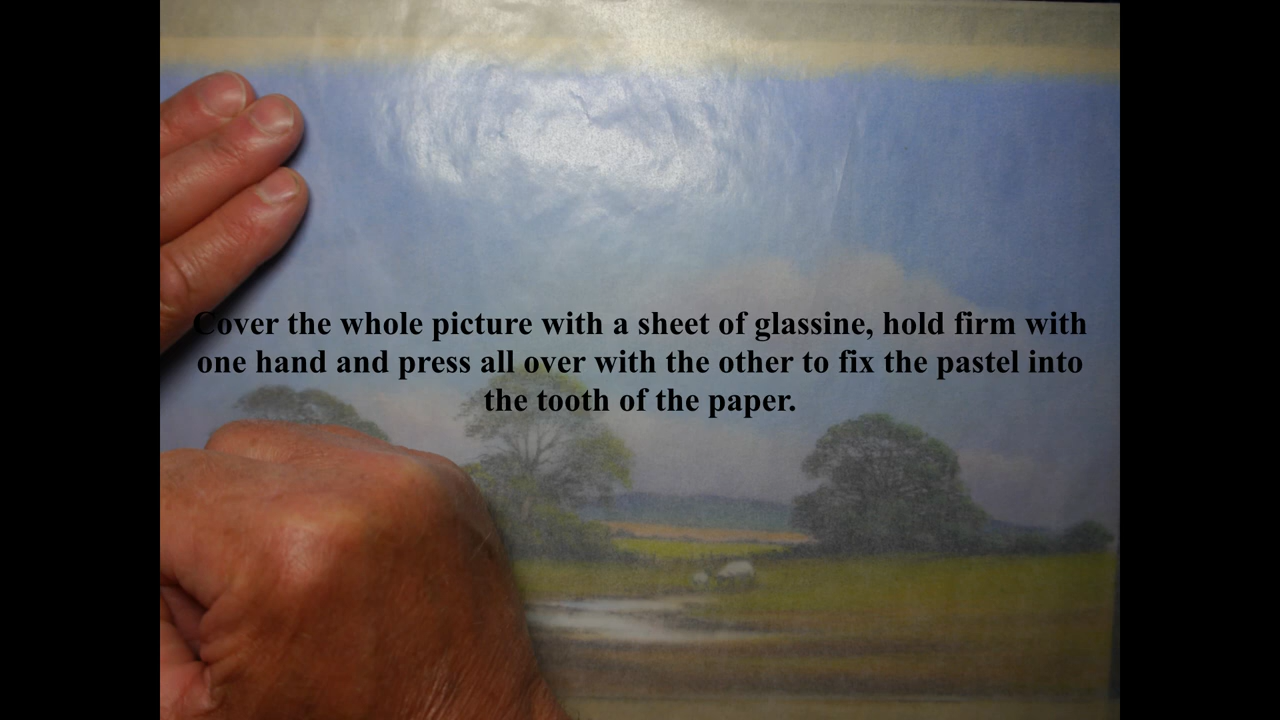 Cover the whole picture with a sheet of glassine, hold firm with
one hand and press all over with the other to fix the pastel into
the tooth of the paper.